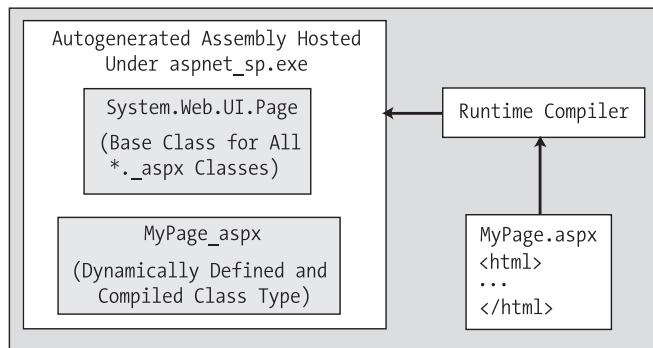 Autogenerated Assembly Hosted
Under aspnet_sp.exe
System.Web.UI.Page
(Base Class for All
*._aspx Classes)
MyPage_aspx
(Dynamically Defined and
Compiled Class Type)
Runtime Compiler
MyPage.aspx
<html>
...
</html>